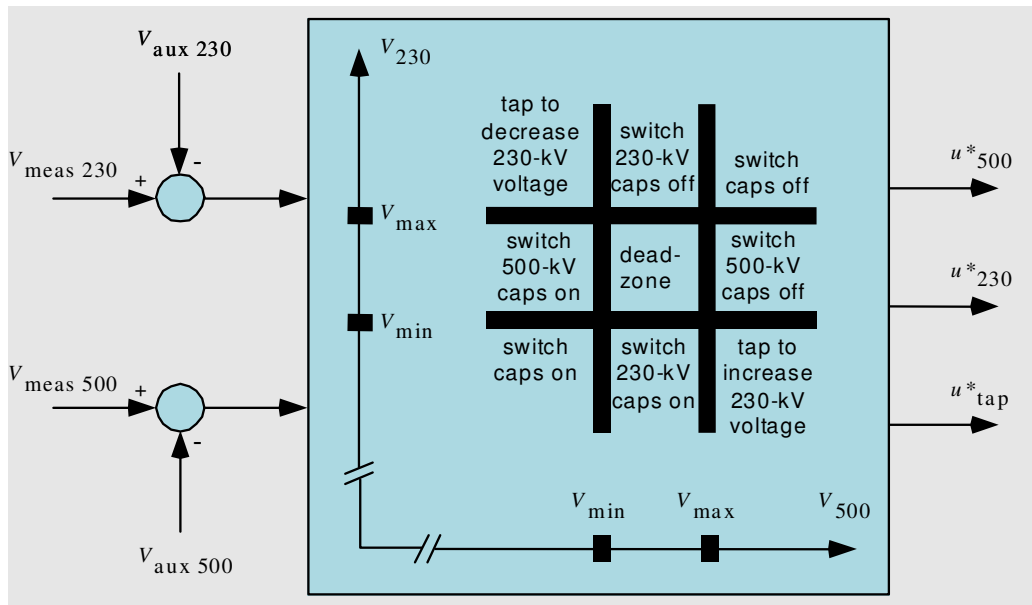 V aux 230
V meas 230
+
-
V 230
tap to
decrease
230-kV
voltage
switch
230-kV
caps off
switch
caps off
V max
switch
500-kV
caps on
dead-
zone
switch
500-kV
caps off
V min
switch
caps on
switch
230-kV
caps on
tap to
increase
230-kV
voltage
V meas 500
+
-
V aux 500
V min
V max
V 500
u* 500
u* 230
u* tap